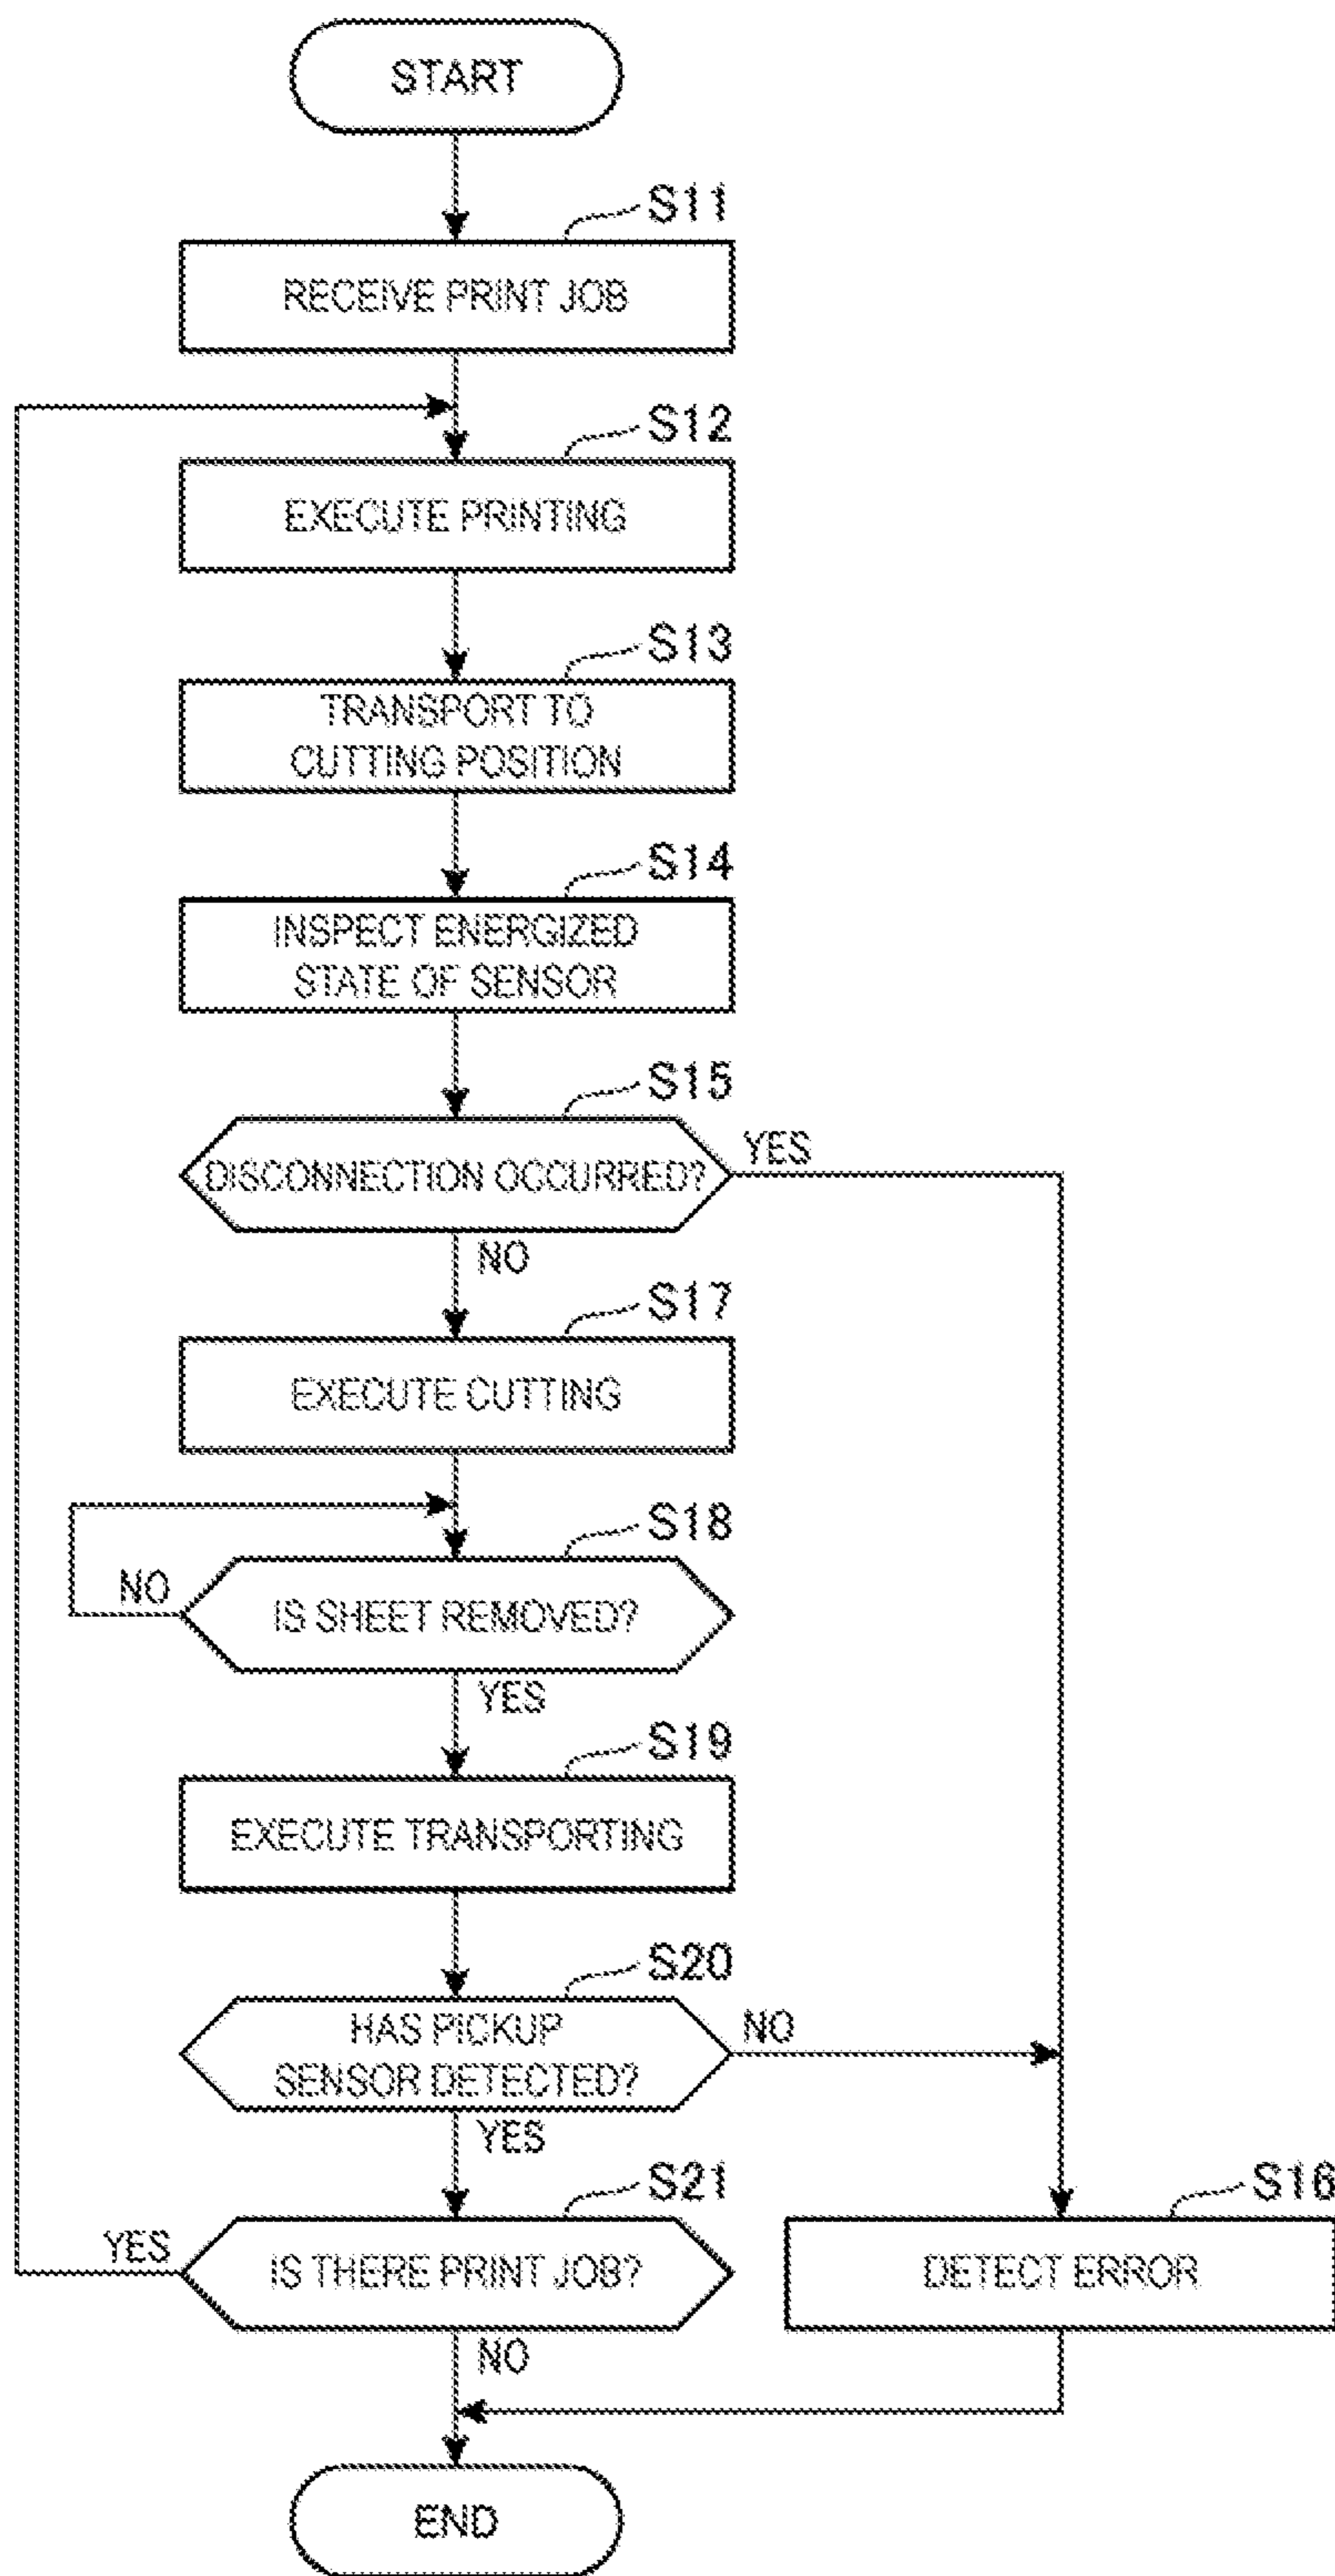 START
S11
RECEIVE PRINT JOB
S12
EXECUTE PRINTING
S13
TRANSPORT TO
CUTTING POSITION
S14
INSPECT ENERGIZED
STATE OF SENSOR
S15
DISCONNECTION OCCURRED?
YES
NO
S17
EXECUTE CUTTING
S18
NO
IS SHEET REMOVED?
YES
S19
EXECUTE TRANSPORTING
S20
HAS PICKUP
SENSOR DETECTED?
NO
YES
S21
S16
YES
IS THERE PRINT JOB?
DETECT ERROR
NO
END